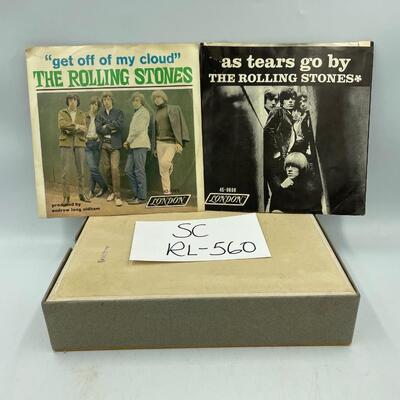 "get off of my cloud"
THE ROLLING STONES
produced by
andrew loog oldham
LONDON
as tears go by
THE ROLLING STONES*
45-9808
LONDON
SC
RL-560